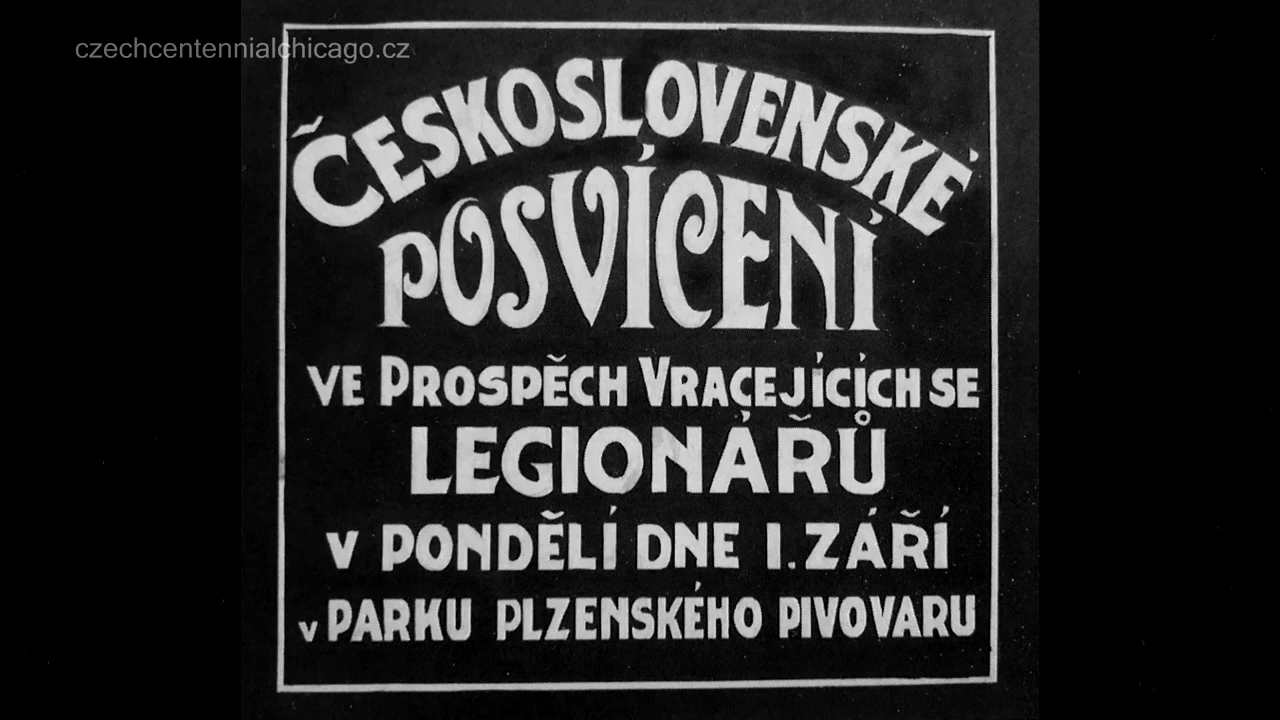 czechcentennialchicago.cz
ČESKOSLOVENSKÉ
POSVÍCENÍ
VE PROSPĚCH VRACEJÍCÍCH SE
LEGIONÁŘŮ
V PONDĚLÍ DNE 1. ZÁŘÍ
V PARKU PLZENSKÉHO PIVOVARU